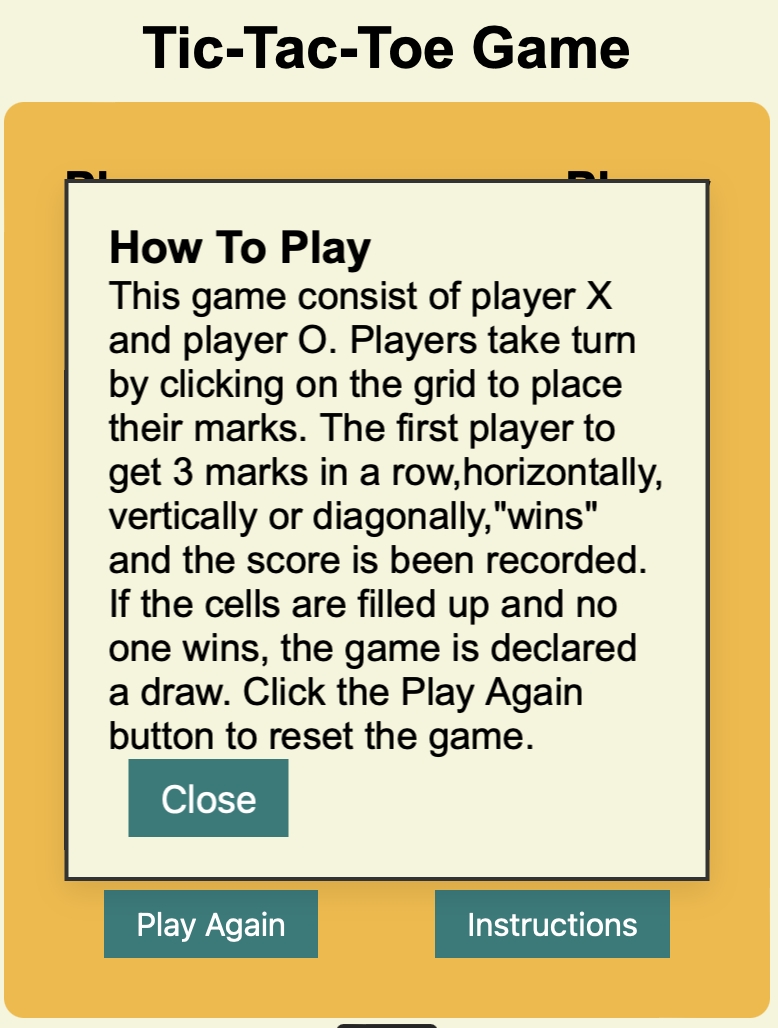 Tic-Tac-Toe Game
How To Play
This game consist of player X
and player O. Players take turn
by clicking on the grid to place
their marks. The first player to
get 3 marks in a row,horizontally,
vertically or diagonally,"wins"
and the score is been recorded.
If the cells are filled up and no
one wins, the game is declared
a draw. Click the Play Again
button to reset the game.
Close
Play Again
Instructions